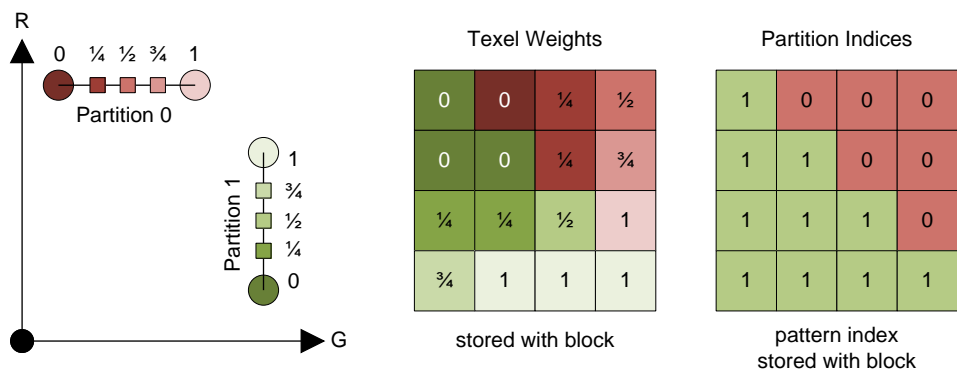 R
0 ¼ ½ ¾ 1
Partition 0
1
¾
½
¼
0
Partition 1
G
Texel Weights
0 0 ¼ ½
0 0 ¼ ¾
¼ ¼ ½ 1
¾ 1 1 1
stored with block
Partition Indices
1 0 0 0
1 1 0 0
1 1 1 0
1 1 1 1
pattern index
stored with block